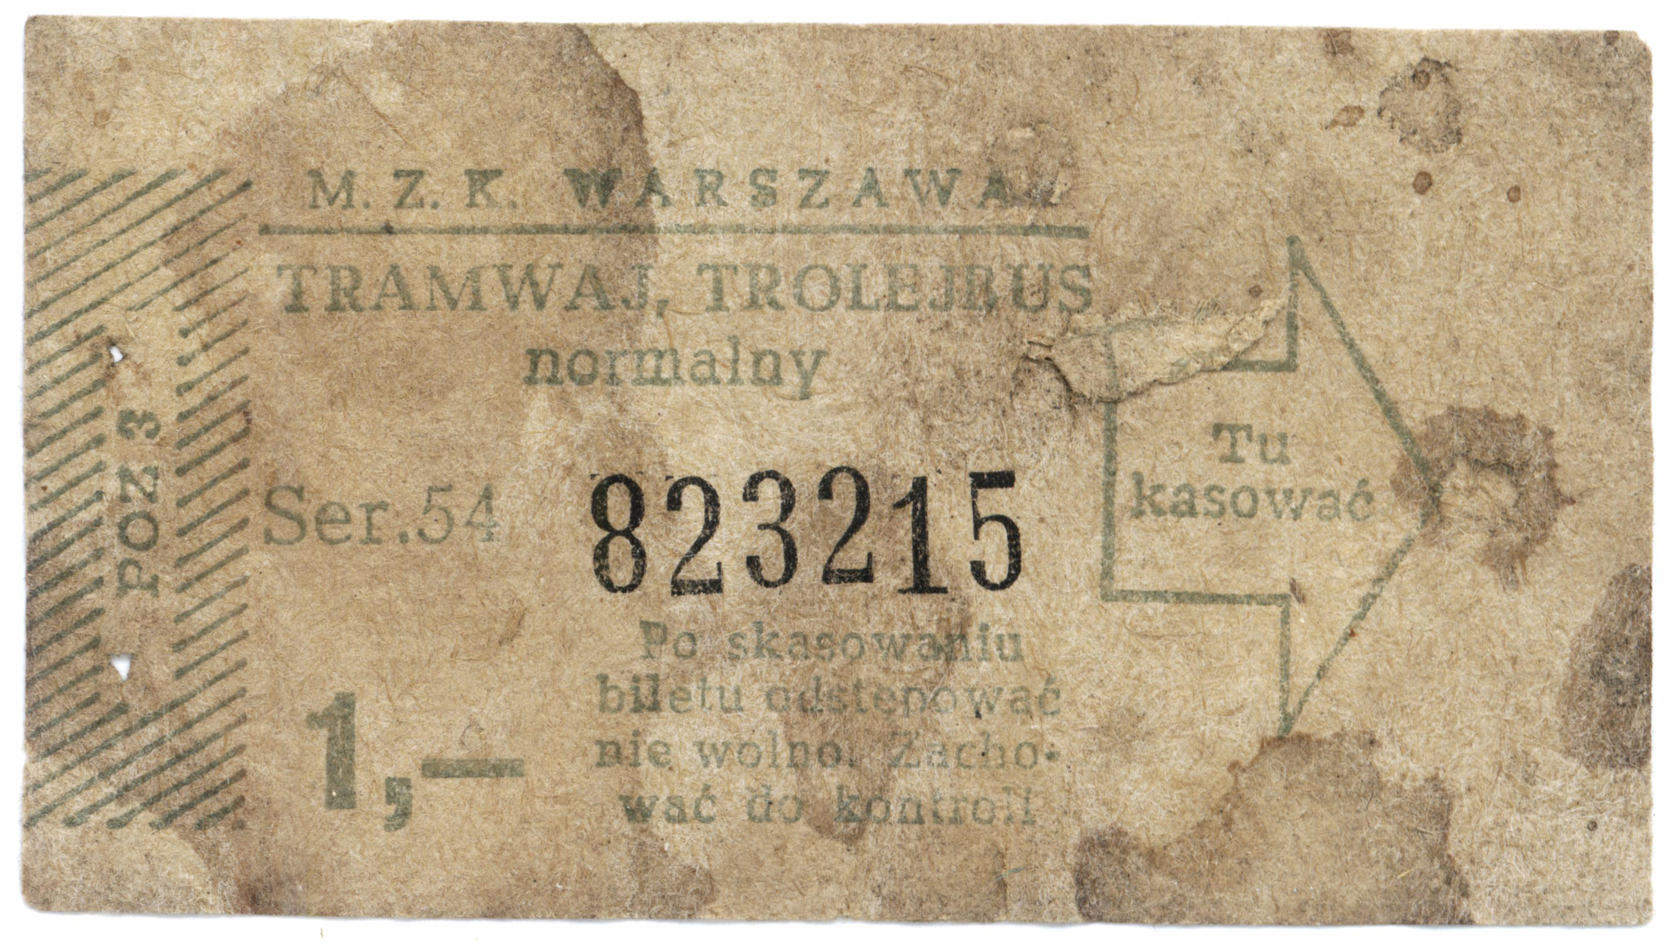 M. Z. K. WARSZAWA
TRAMWAJ, TROLEJBUS
normalny
POZ 3
Ser.54
823215
Tu
kasować
1,—
Po skasowaniu
biletu odstępować
nie wolno. Zacho-
wać do kontroli